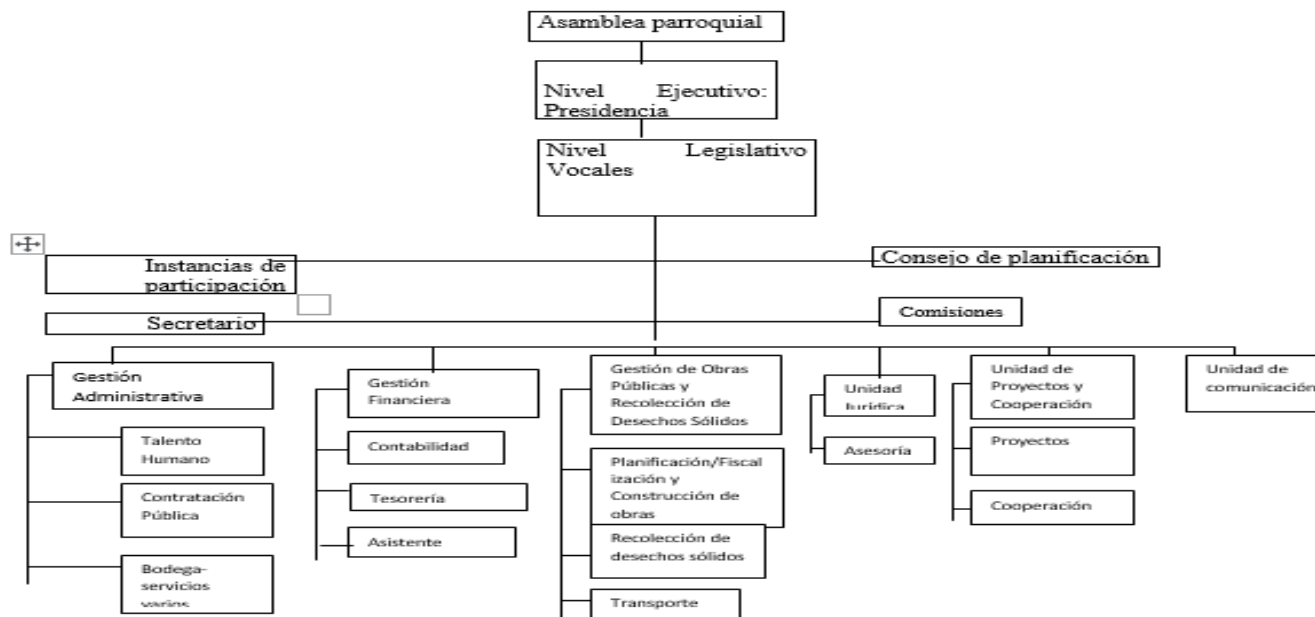 Asamblea parroquial
Nivel Ejecutivo:
Presidencia
Nivel Legislativo
Vocales
Instancias de
participación
Consejo de planificación
Secretario
Comisiones
Gestión
Administrativa
Talento
Humano
Contratación
Pública
Bodega-
servicios
varios
Gestión
Financiera
Contabilidad
Tesorería
Asistente
Gestión de Obras
Públicas y
Recolección de
Desechos Sólidos
Planificación/Fiscal
ización y
Construcción de
obras
Recolección de
desechos sólidos
Transporte
Unidad
Jurídica
Asesoría
Unidad de
Proyectos y
Cooperación
Proyectos
Cooperación
Unidad de
comunicación